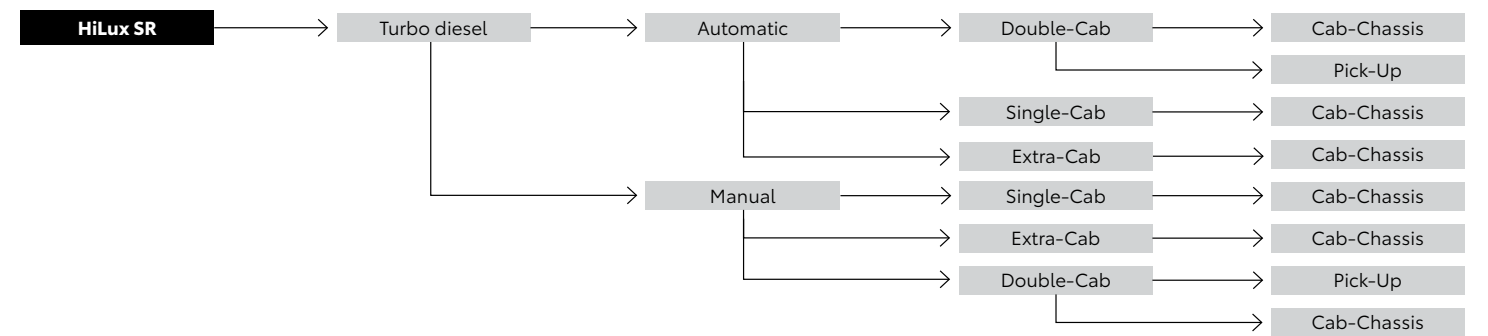 HiLux SR
Turbo diesel
Automatic
Double-Cab
Cab-Chassis
Pick-Up
Single-Cab
Cab-Chassis
Extra-Cab
Cab-Chassis
Manual
Single-Cab
Cab-Chassis
Extra-Cab
Cab-Chassis
Double-Cab
Pick-Up
Cab-Chassis